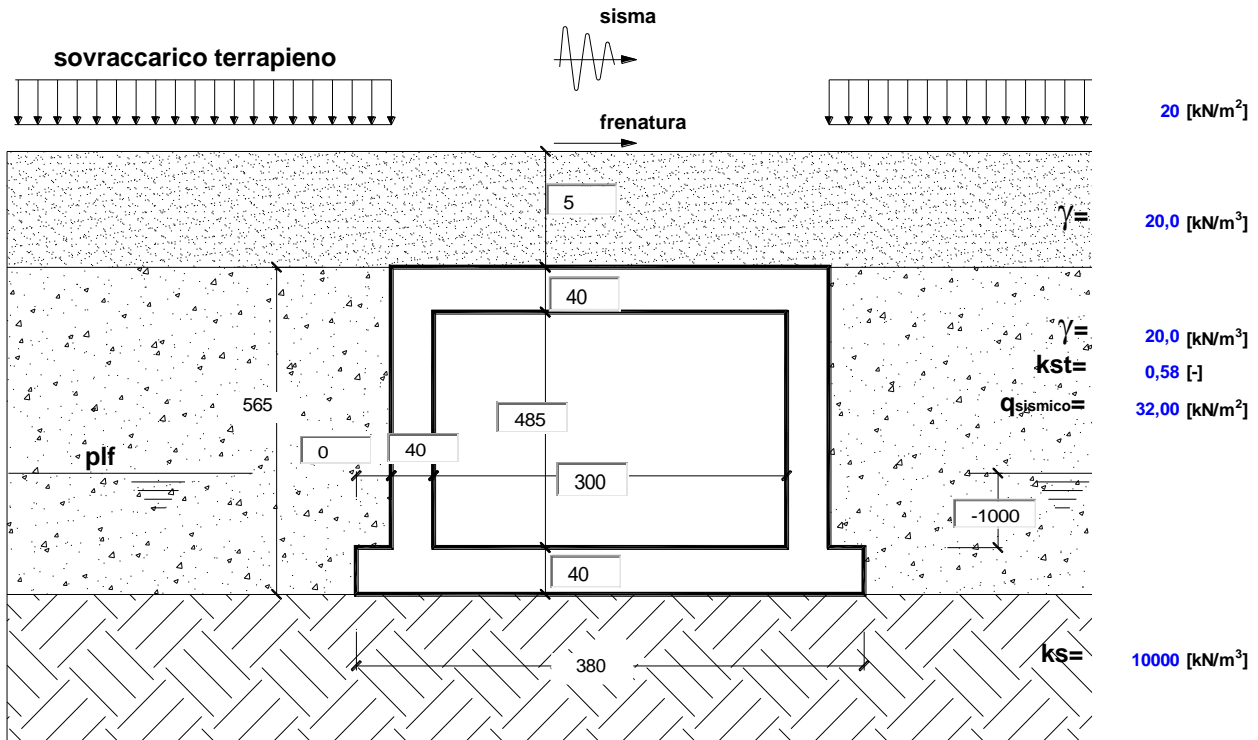 sisma
sovraccarico terrapieno
20 [kN/m²]
frenatura
5
γ= 20,0 [kN/m³]
40
γ= 20,0 [kN/m³]
kst= 0,58 [-]
565
485
qsismico= 32,00 [kN/m²]
plf
0
40
300
-1000
40
380
ks= 10000 [kN/m³]